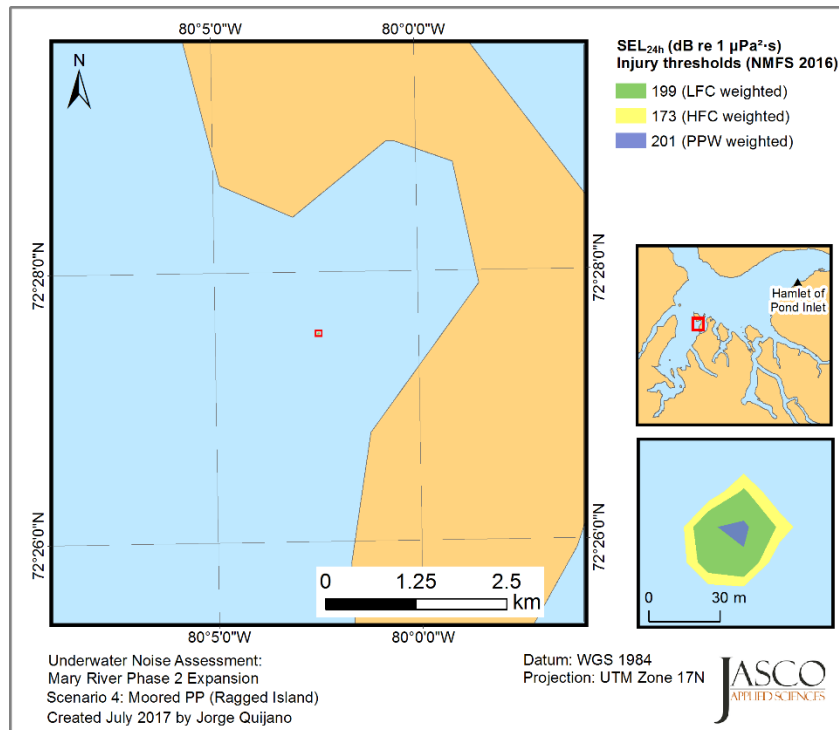 80°5'0"W
80°0'0"W
N
72°28'0"N
72°28'0"N
72°26'0"N
72°26'0"N
0 1.25 2.5
km
80°5'0"W
80°0'0"W
SEL24h (dB re 1 µPa²·s)
Injury thresholds (NMFS 2016)
199 (LFC weighted)
173 (HFC weighted)
201 (PPW weighted)
Hamlet of
Pond Inlet
0 30 m
Underwater Noise Assessment:
Mary River Phase 2 Expansion
Scenario 4: Moored PP (Ragged Island)
Created July 2017 by Jorge Quijano
Datum: WGS 1984
Projection: UTM Zone 17N
JASCO
APPLIED SCIENCES